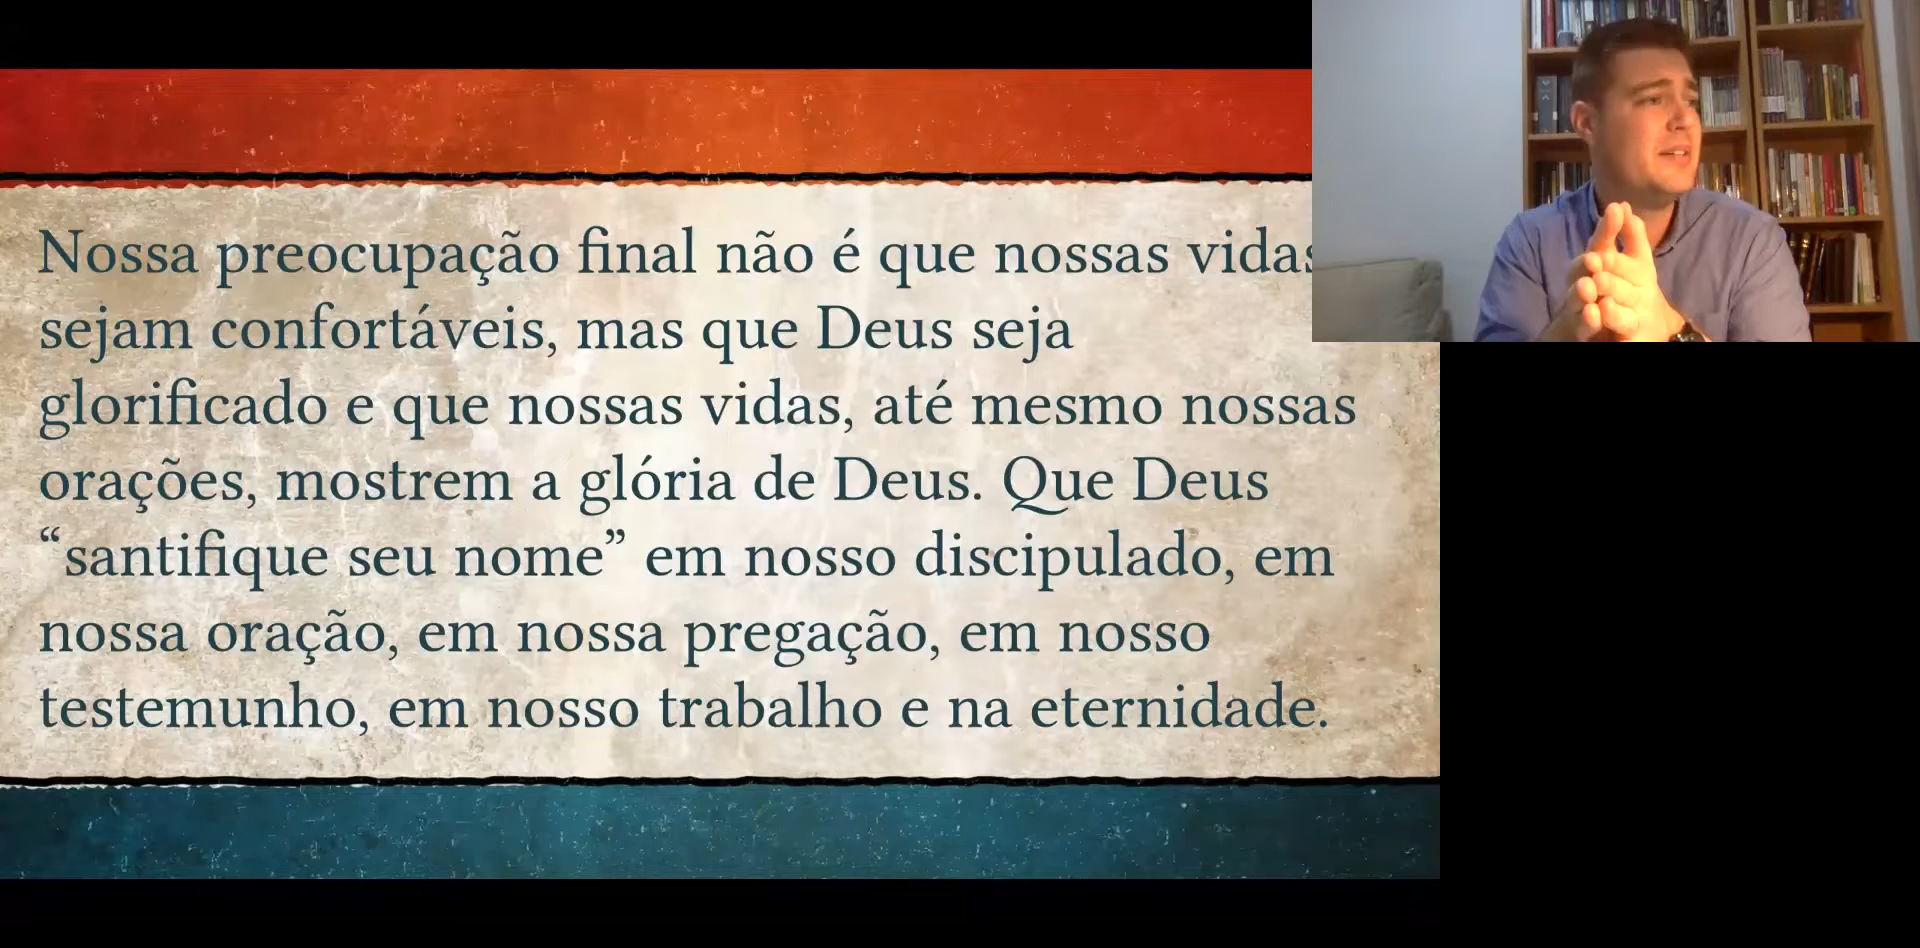 Nossa preocupação final não é que nossas vidas
sejam confortáveis, mas que Deus seja
glorificado e que nossas vidas, até mesmo nossas
orações, mostrem a glória de Deus. Que Deus
“santifique seu nome” em nosso discipulado, em
nossa oração, em nossa pregação, em nosso
testemunho, em nosso trabalho e na eternidade.